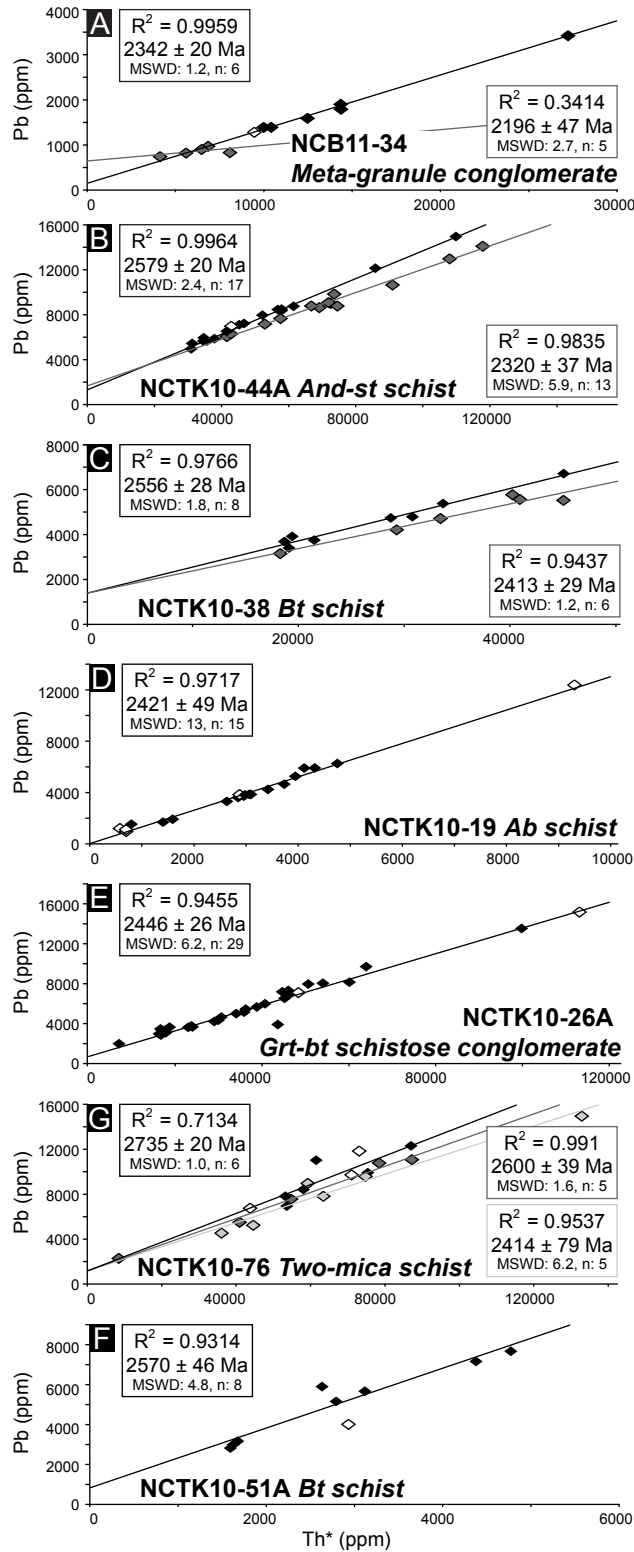 A
Pb (ppm)
4000
3000
2000
1000
0
R² = 0.9959
2342 ± 20 Ma
MSWD: 1.2, n: 6
R² = 0.3414
2196 ± 47 Ma
MSWD: 2.7, n: 5
NCB11-34
Meta-granule conglomerate
0 10000 20000 30000
B
Pb (ppm)
16000
14000
12000
10000
8000
6000
4000
2000
0
R² = 0.9964
2579 ± 20 Ma
MSWD: 2.4, n: 17
R² = 0.9835
2320 ± 37 Ma
MSWD: 5.9, n: 13
NCTK10-44A And-st schist
0 40000 80000 120000
C
Pb (ppm)
8000
6000
4000
2000
0
R² = 0.9766
2556 ± 28 Ma
MSWD: 1.8, n: 8
R² = 0.9437
2413 ± 29 Ma
MSWD: 1.2, n: 6
NCTK10-38 Bt schist
0 20000 40000
D
Pb (ppm)
12000
8000
4000
0
R² = 0.9717
2421 ± 49 Ma
MSWD: 13, n: 15
NCTK10-19 Ab schist
0 2000 4000 6000 8000 10000
E
Pb (ppm)
16000
12000
8000
4000
0
R² = 0.9455
2446 ± 26 Ma
MSWD: 6.2, n: 29
NCTK10-26A
Grt-bt schistose conglomerate
0 40000 80000 120000
G
Pb (ppm)
16000
12000
8000
4000
0
R² = 0.7134
2735 ± 20 Ma
MSWD: 1.0, n: 6
R² = 0.991
2600 ± 39 Ma
MSWD: 1.6, n: 5
R² = 0.9537
2414 ± 79 Ma
MSWD: 6.2, n: 5
NCTK10-76 Two-mica schist
0 40000 80000 120000
F
Pb (ppm)
8000
6000
4000
2000
0
R² = 0.9314
2570 ± 46 Ma
MSWD: 4.8, n: 8
NCTK10-51A Bt schist
0 2000 4000 6000
Th* (ppm)